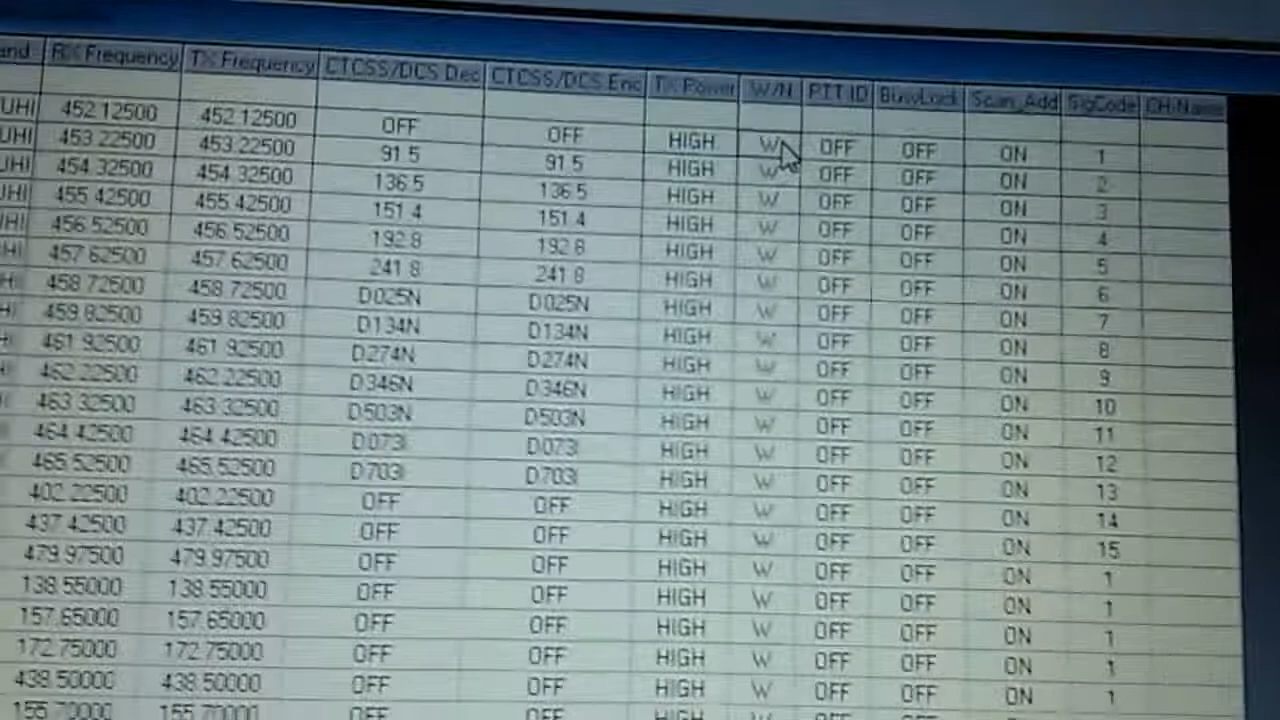 and RX Frequency TX Frequency CTCSS/DCS Dec CTCSS/DCS Enc TX Power W/N PTT ID BusyLock Scan_Add SigCode CH-Name
UHI 452.12500 452.12500 OFF OFF HIGH W OFF OFF ON 1
UHI 453.22500 453.22500 91.5 91.5 HIGH W OFF OFF ON 2
UHI 454.32500 454.32500 136.5 136.5 HIGH W OFF OFF ON 3
UHI 455.42500 455.42500 151.4 151.4 HIGH W OFF OFF ON 4
HI 456.52500 456.52500 192.8 192.8 HIGH W OFF OFF ON 5
HI 457.62500 457.62500 241.8 241.8 HIGH W OFF OFF ON 6
HI 458.72500 458.72500 D025N D025N HIGH W OFF OFF ON 7
459.82500 459.82500 D134N D134N HIGH W OFF OFF ON 8
461.92500 461.92500 D274N D274N HIGH W OFF OFF ON 9
462.22500 462.22500 D346N D346N HIGH W OFF OFF ON 10
463.32500 463.32500 D503N D503N HIGH W OFF OFF ON 11
464.42500 464.42500 D073I D073I HIGH W OFF OFF ON 12
465.52500 465.52500 D703I D703I HIGH W OFF OFF ON 13
402.22500 402.22500 OFF OFF HIGH W OFF OFF ON 14
437.42500 437.42500 OFF OFF HIGH W OFF OFF ON 15
479.97500 479.97500 OFF OFF HIGH W OFF OFF ON 1
138.55000 138.55000 OFF OFF HIGH W OFF OFF ON 1
157.65000 157.65000 OFF OFF HIGH W OFF OFF ON 1
172.75000 172.75000 OFF OFF HIGH W OFF OFF ON 1
438.50000 438.50000 OFF OFF HIGH W OFF OFF ON 1
155.70000 155.70000 OFF OFF HIGH